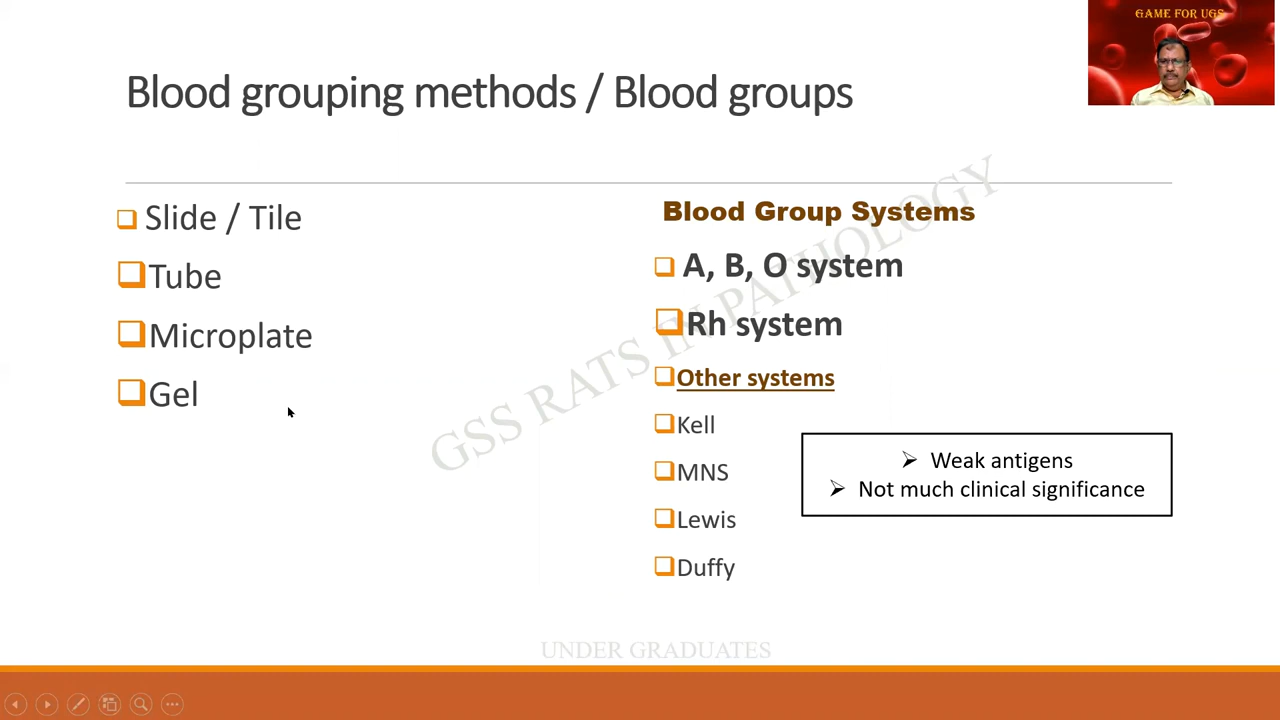 GAME FOR UGS
Blood grouping methods / Blood groups
Slide / Tile
Tube
Microplate
Gel
Blood Group Systems
A, B, O system
Rh system
Other systems
Kell
MNS
Lewis
Duffy
Weak antigens
Not much clinical significance
GSS RATS IN PATHOLOGY
UNDER GRADUATES